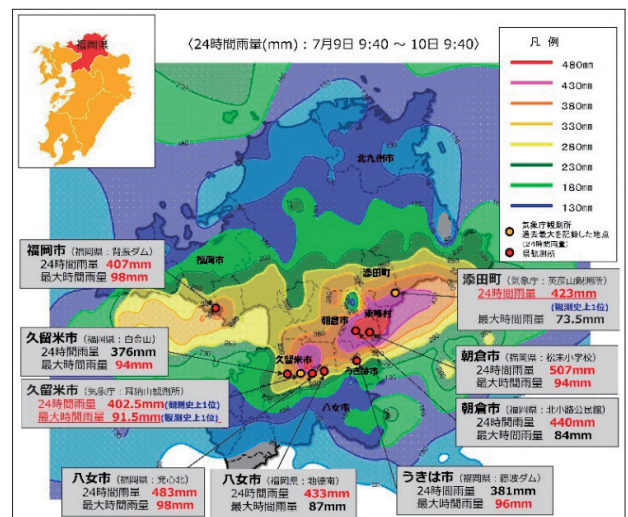 福岡県
〈24時間雨量(mm)：7月9日 9:40 ～ 10日 9:40〉
凡 例
480mm
430mm
380mm
330mm
280mm
230mm
180mm
130mm
気象庁観測所
過去最大を記録した地点
(24時間雨量)
県観測所
北九州市
福岡市
添田町
朝倉市
東峰村
久留米市
うきは市
八女市
福岡市（福岡県：背振ダム）
24時間雨量 407mm
最大時間雨量 98mm
久留米市（福岡県：白金山）
24時間雨量 376mm
最大時間雨量 94mm
久留米市（気象庁：耳納山観測所）
24時間雨量 402.5mm(観測史上1位)
最大時間雨量 91.5mm(観測史上1位)
八女市（福岡県：児心北）
24時間雨量 483mm
最大時間雨量 98mm
八女市（福岡県：地徳南）
24時間雨量 433mm
最大時間雨量 87mm
うきは市（福岡県：藤波ダム）
24時間雨量 381mm
最大時間雨量 96mm
朝倉市（福岡県：北小路公民館）
24時間雨量 440mm
最大時間雨量 84mm
朝倉市（福岡県：松末小学校）
24時間雨量 507mm
最大時間雨量 94mm
添田町（気象庁：英彦山観測所）
24時間雨量 423mm
(観測史上1位)
最大時間雨量 73.5mm